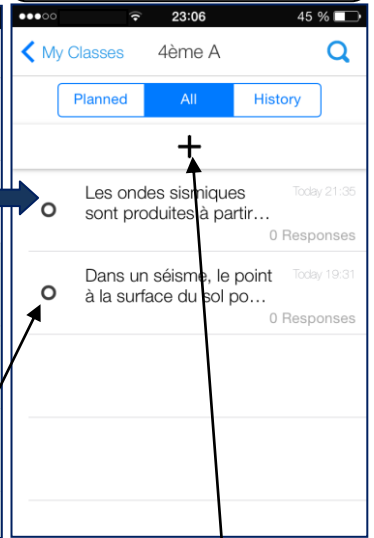 23:06 45 %
My Classes 4ème A
Planned All History
+
Les ondes sismiques Today 21:35
sont produites à partir…
0 Responses
Dans un séisme, le point Today 19:31
à la surface du sol po…
0 Responses